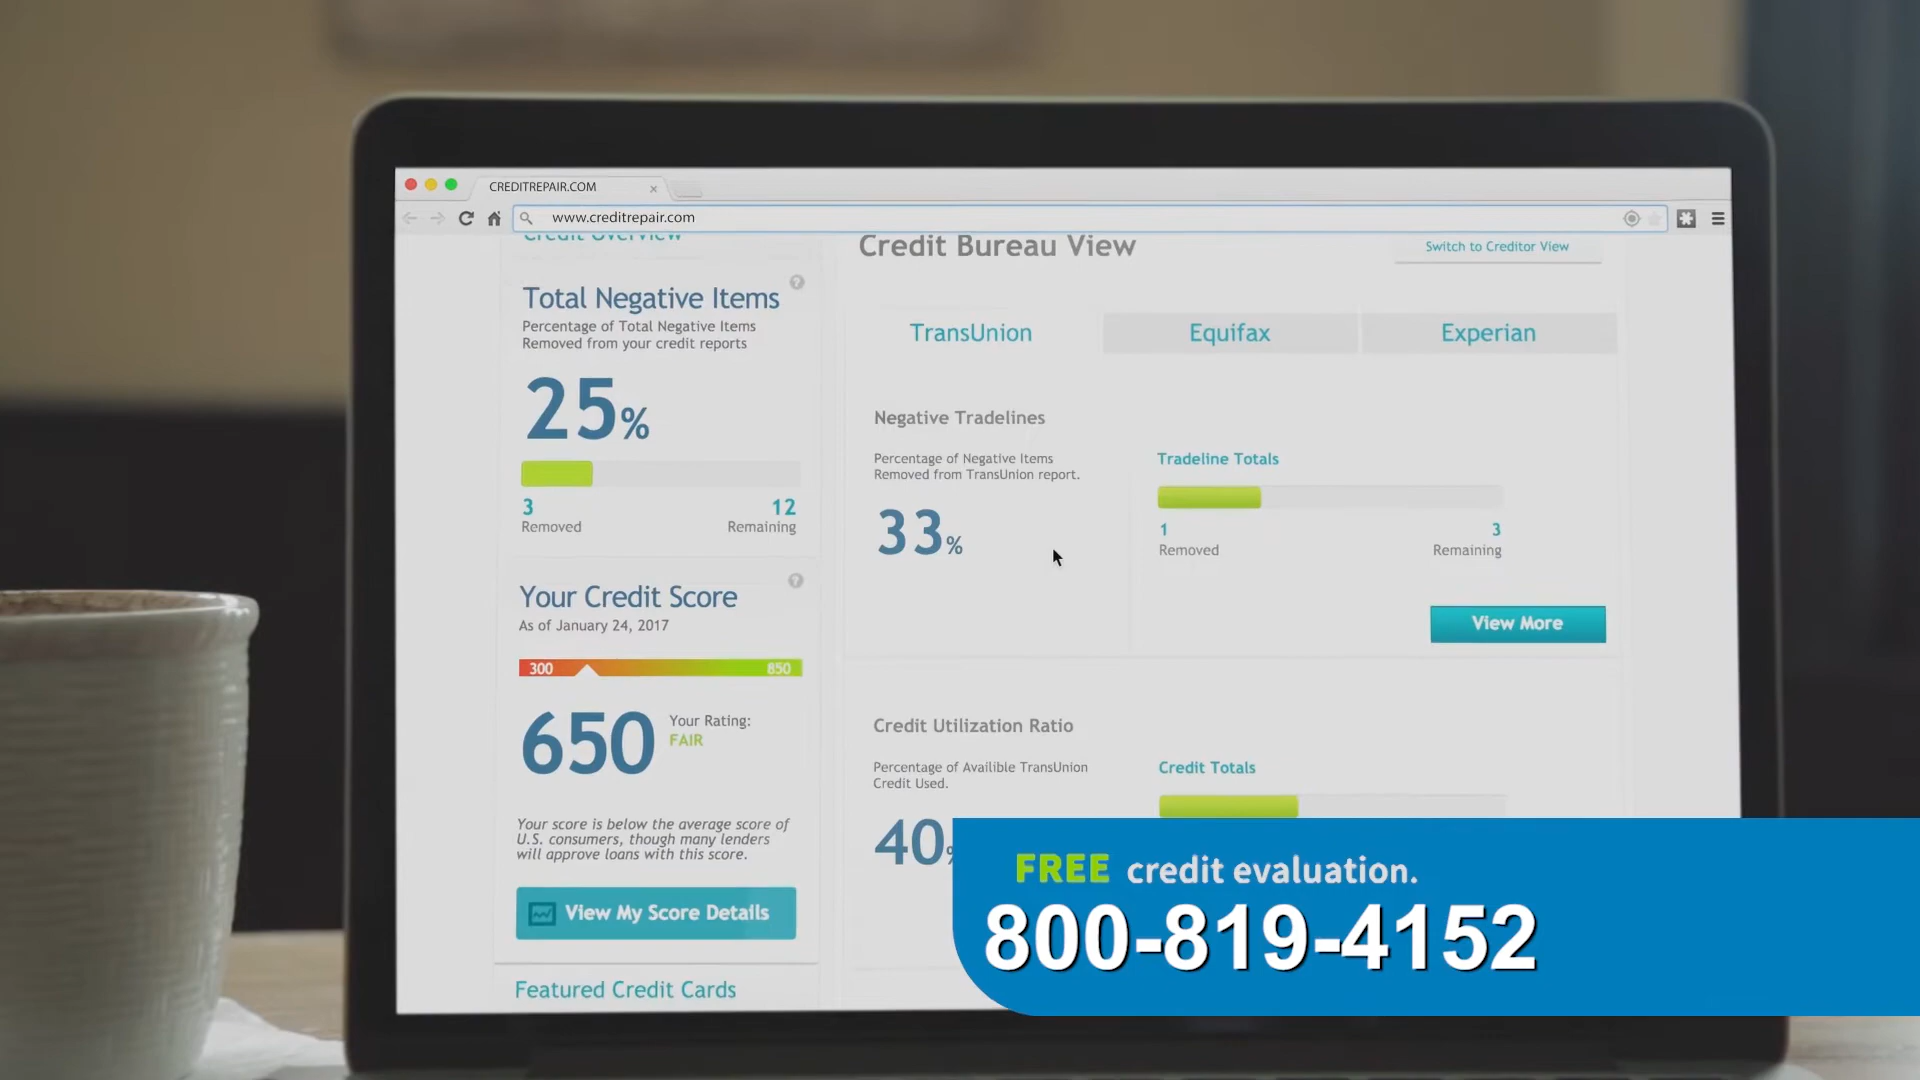 CREDITREPAIR.COM
www.creditrepair.com
Credit Overview
Total Negative Items
Percentage of Total Negative Items
Removed from your credit reports
25%
3
12
Removed
Remaining
Your Credit Score
As of January 24, 2017
300
850
650
Your Rating:
FAIR
Your score is below the average score of
U.S. consumers, though many lenders
will approve loans with this score.
View My Score Details
Featured Credit Cards
Credit Bureau View
Switch to Creditor View
TransUnion
Equifax
Experian
Negative Tradelines
Percentage of Negative Items
Removed from TransUnion report.
33%
Tradeline Totals
1
3
Removed
Remaining
View More
Credit Utilization Ratio
Percentage of Availible TransUnion
Credit Used.
40%
Credit Totals
FREE credit evaluation.
800-819-4152